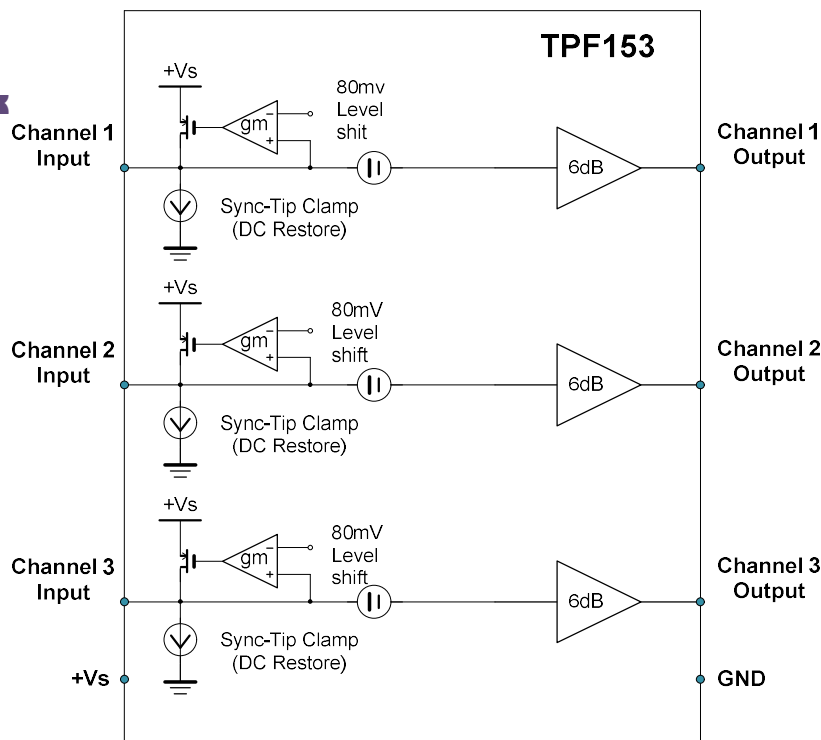 TPF153
+Vs
80mv
Level
shit
gm
−
+
Channel 1
Input
6dB
Channel 1
Output
Sync-Tip Clamp
(DC Restore)
+Vs
80mV
Level
shift
gm
−
+
Channel 2
Input
6dB
Channel 2
Output
Sync-Tip Clamp
(DC Restore)
+Vs
80mV
Level
shift
gm
−
+
Channel 3
Input
6dB
Channel 3
Output
Sync-Tip Clamp
(DC Restore)
+Vs
GND